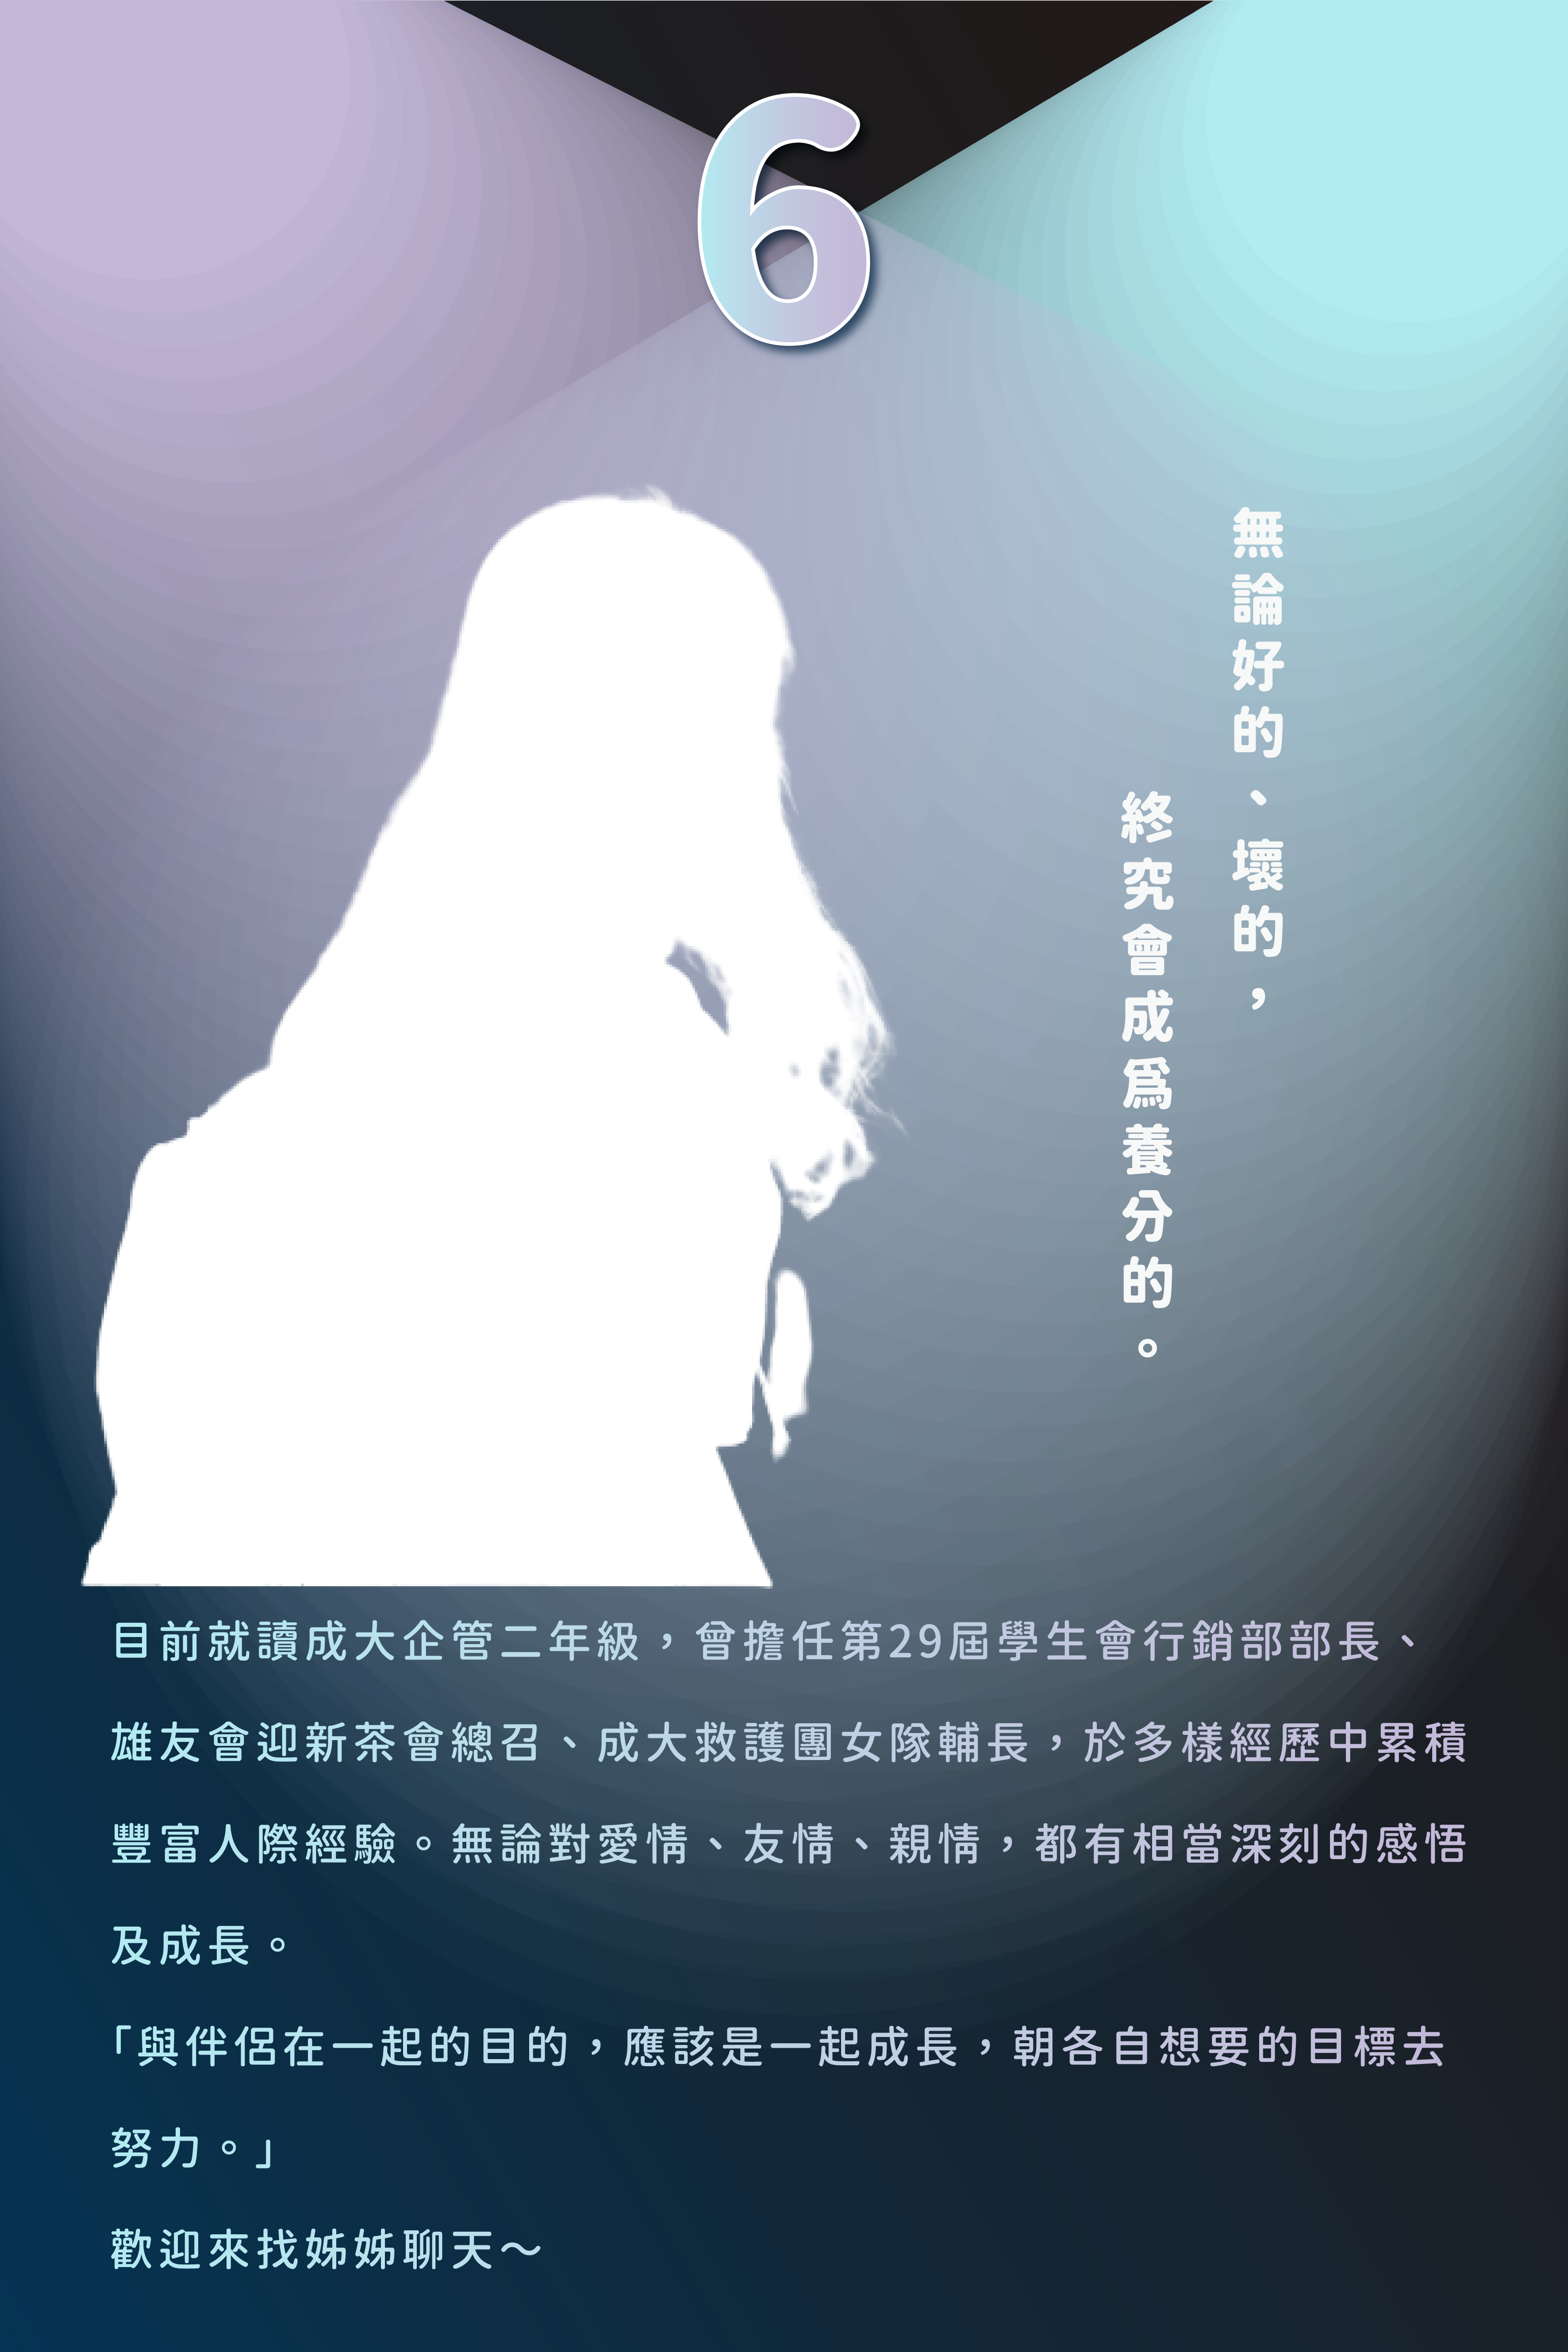 6
無論好的、壞的，
終究會成爲養分的。
目前就讀成大企管二年級，曾擔任第29屆學生會行銷部部長、
雄友會迎新茶會總召、成大救護團女隊輔長，於多樣經歷中累積
豐富人際經驗。無論對愛情、友情、親情，都有相當深刻的感悟
及成長。
「與伴侶在一起的目的，應該是一起成長，朝各自想要的目標去
努力。」
歡迎來找姊姊聊天～